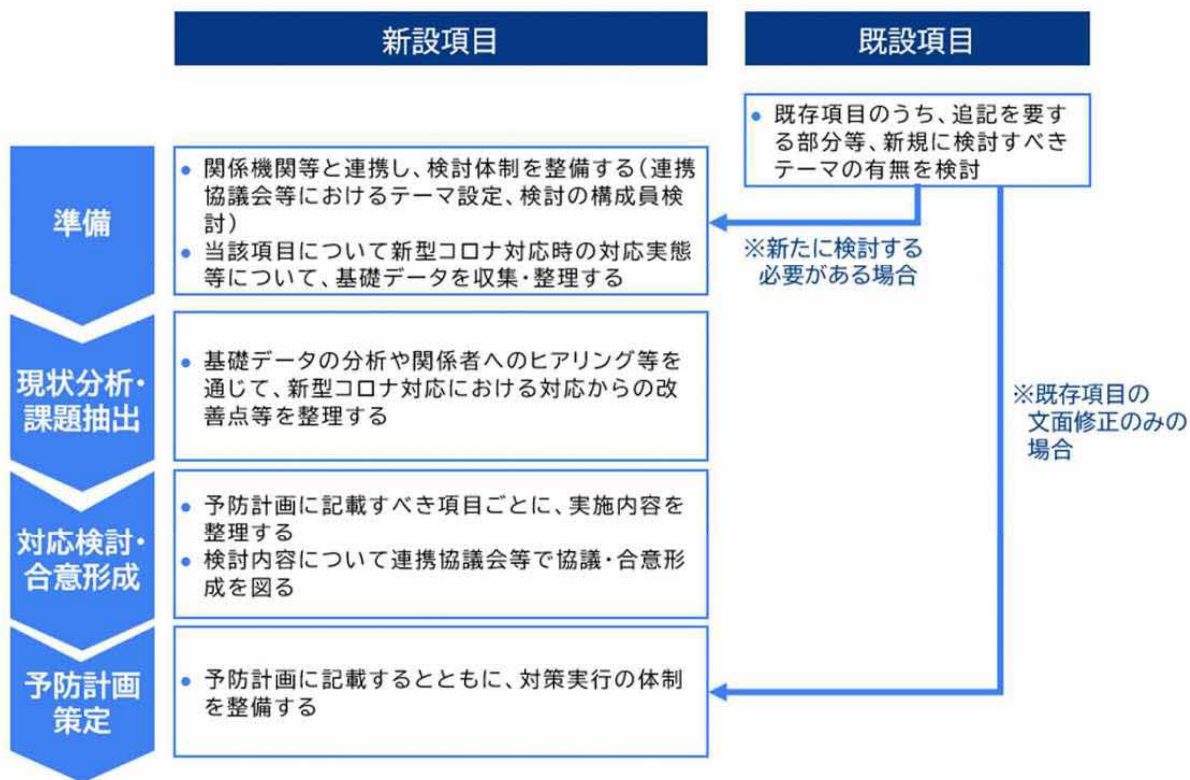 新設項目
既設項目
● 既存項目のうち、追記を要す
る部分等、新規に検討すべき
テーマの有無を検討
準備
● 関係機関等と連携し、検討体制を整備する（連携
協議会等におけるテーマ設定、検討の構成員検
討）
● 当該項目について新型コロナ対応時の対応実態
等について、基礎データを収集・整理する
※新たに検討する
必要がある場合
現状分析・
課題抽出
● 基礎データの分析や関係者へのヒアリング等を
通じて、新型コロナ対応における対応からの改
善点等を整理する
※既存項目の
文面修正のみの
場合
対応検討・
合意形成
● 予防計画に記載すべき項目ごとに、実施内容を
整理する
● 検討内容について連携協議会等で協議・合意形
成を図る
予防計画
策定
● 予防計画に記載するとともに、対策実行の体制
を整備する